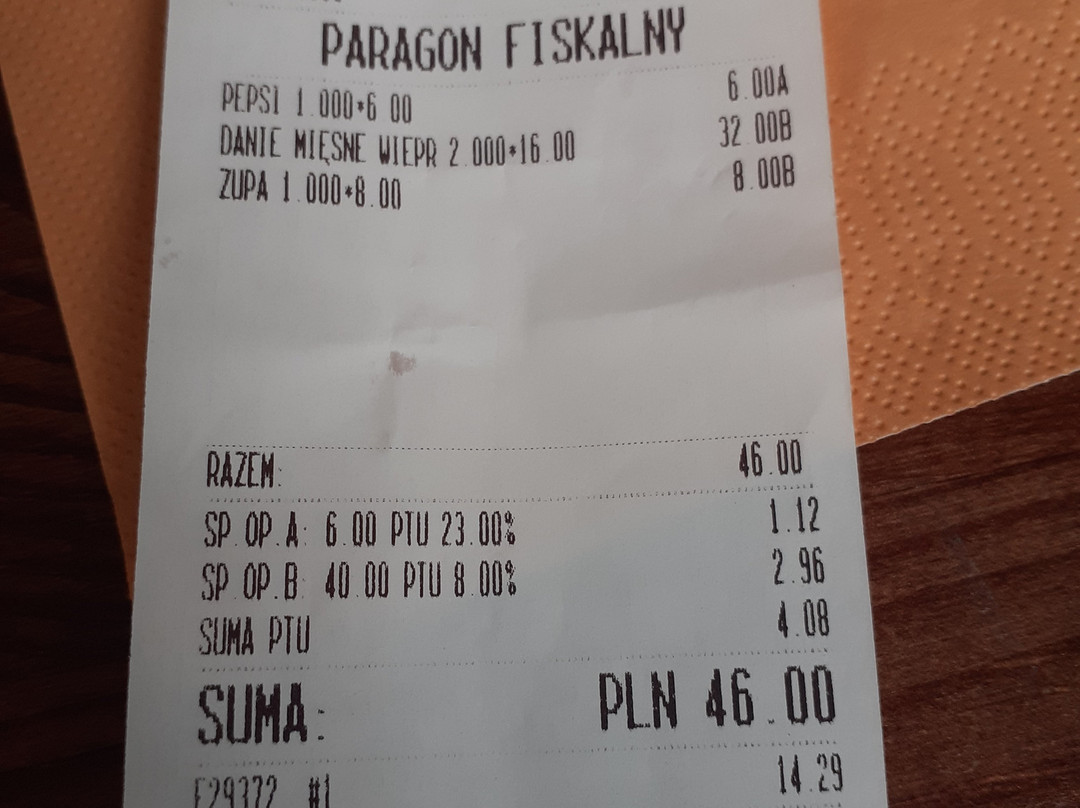 PARAGON FISKALNY
PEPSI 1.000*6.00 6.00A
DANIE MIĘSNE WIEPR 2.000*16.00 32.00B
ZUPA 1.000*8.00 8.00B
RAZEM: 46.00
SP.OP.A: 6.00 PTU 23.00% 1.12
SP.OP.B: 40.00 PTU 8.00% 2.96
SUMA PTU 4.08
SUMA: PLN 46.00
F29372 #1 14.29